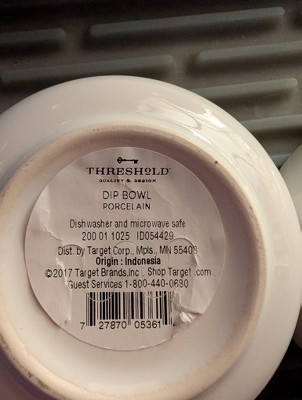 THRESHOLD
QUALITY & DESIGN
DIP BOWL
PORCELAIN
Dishwasher and microwave safe
200 01 1025 ID054429
Dist. by Target Corp., Mpls., MN 55403
Origin : Indonesia
©2017 Target Brands,Inc. Shop Target .com
Guest Services 1-800-440-0680
7 27870 05361